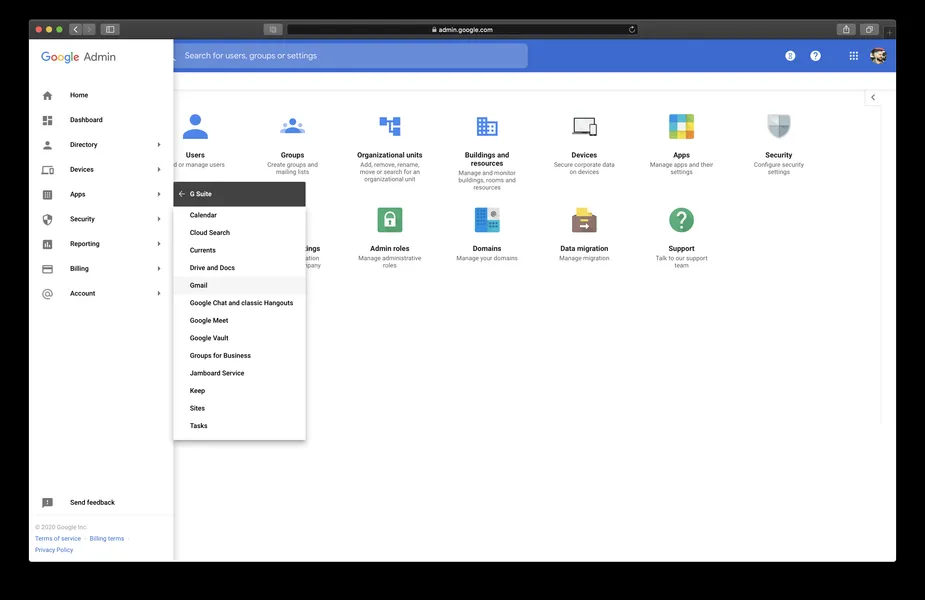 admin.google.com
Google Admin
Search for users, groups or settings
Home
Dashboard
Directory
Devices
Apps
Security
Reporting
Billing
Account
Send feedback
© 2020 Google Inc.
Terms of service - Billing terms -
Privacy Policy
G Suite
Calendar
Cloud Search
Currents
Drive and Docs
Gmail
Google Chat and classic Hangouts
Google Meet
Google Vault
Groups for Business
Jamboard Service
Keep
Sites
Tasks
Users
d or manage users
Groups
Create groups and
mailing lists
Organizational units
Add, remove, rename,
move or search for an
organizational unit
Buildings and
resources
Manage and monitor
buildings, rooms and
resources
Devices
Secure corporate data
on devices
Apps
Manage apps and their
settings
Security
Configure security
settings
tings
ation
mpany
Admin roles
Manage administrative
roles
Domains
Manage your domains
Data migration
Manage migration
Support
Talk to our support
team